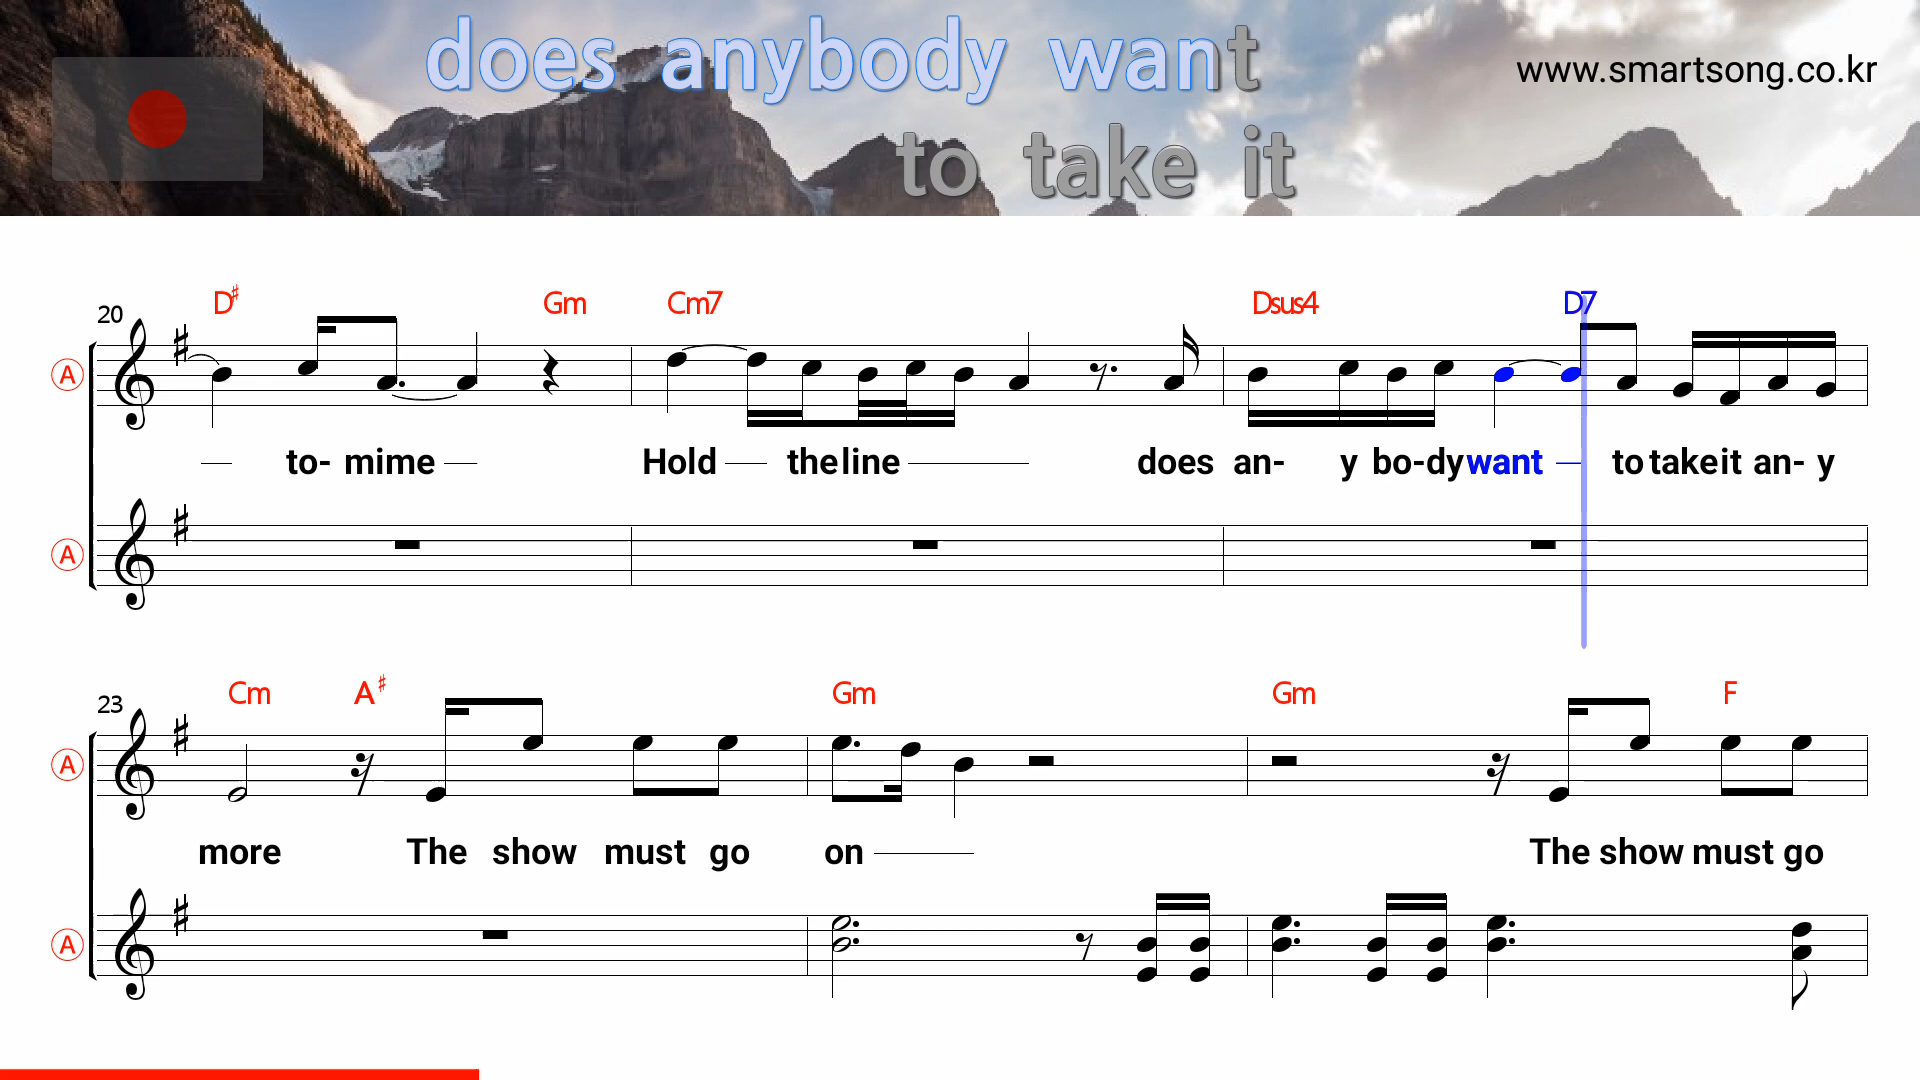 does anybody want
www.smartsong.co.kr
to take it
20
D♯ Gm Cm7 Dsus4 D7
A
to- mime Hold the line does an- y bo-dy want to take it an- y
A
23
Cm A♯ Gm Gm F
A
more The show must go on The show must go
A